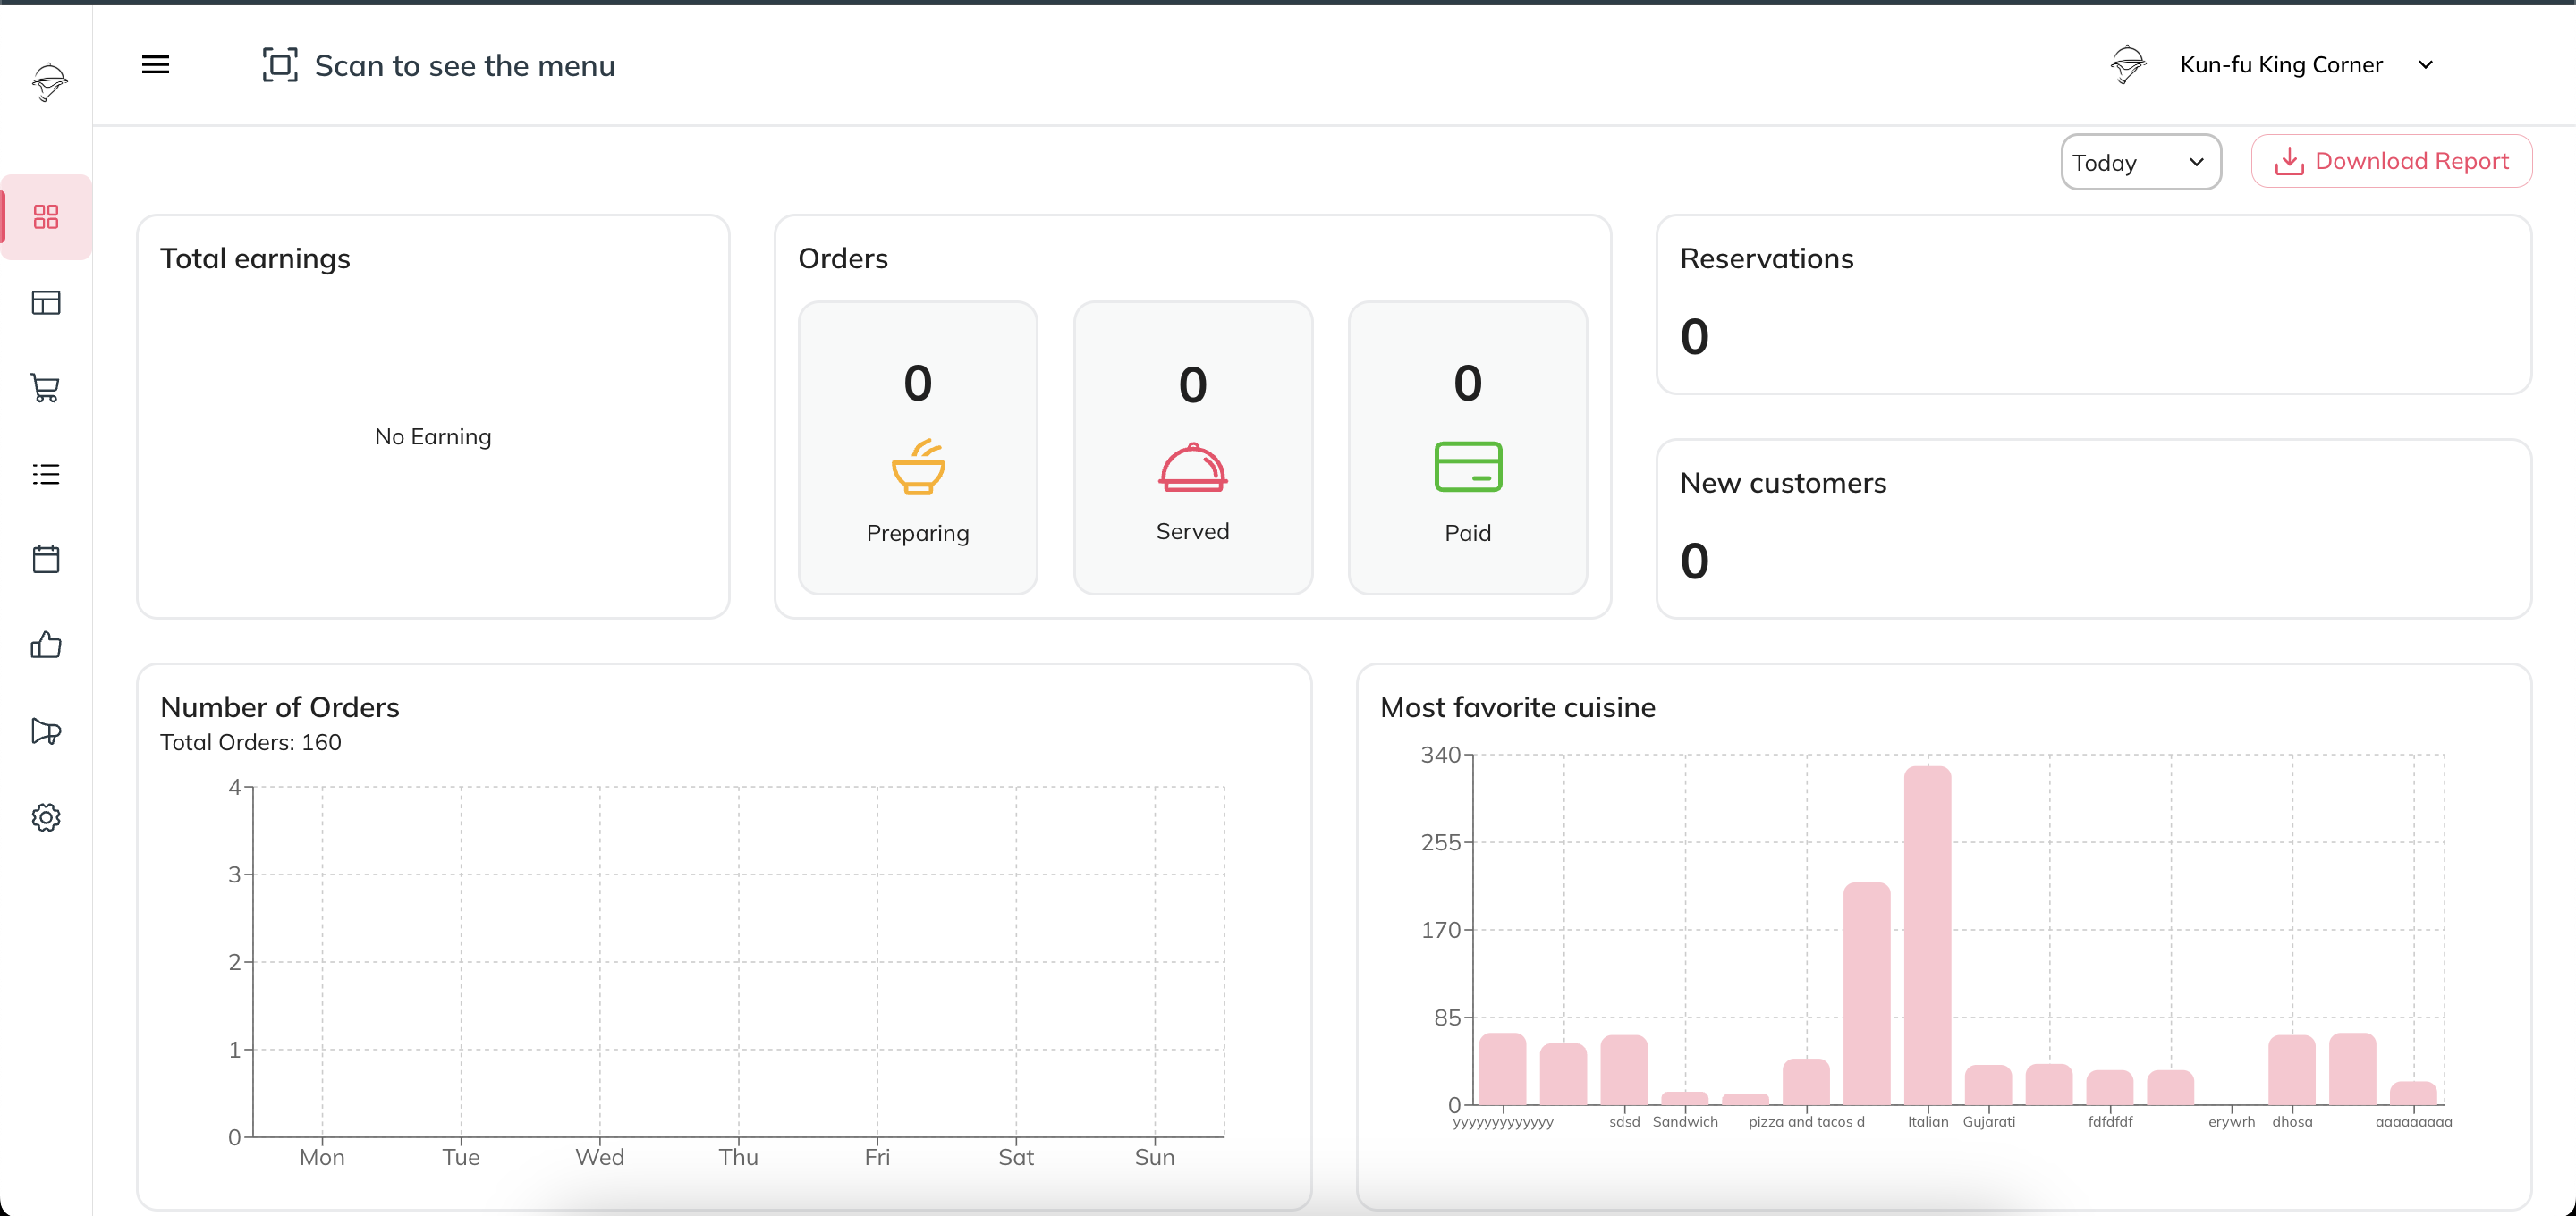 Scan to see the menu
Kun-fu King Corner
Today
Download Report
Total earnings
No Earning
Orders
0
Preparing
0
Served
0
Paid
Reservations
0
New customers
0
Number of Orders
Total Orders: 160
4
3
2
1
0
Mon Tue Wed Thu Fri Sat Sun
Most favorite cuisine
340
255
170
85
0
yyyyyyyyyyyyy sdsd Sandwich pizza and tacos d Italian Gujarati fdfdfdf erywrh dhosa aaaaaaaaa